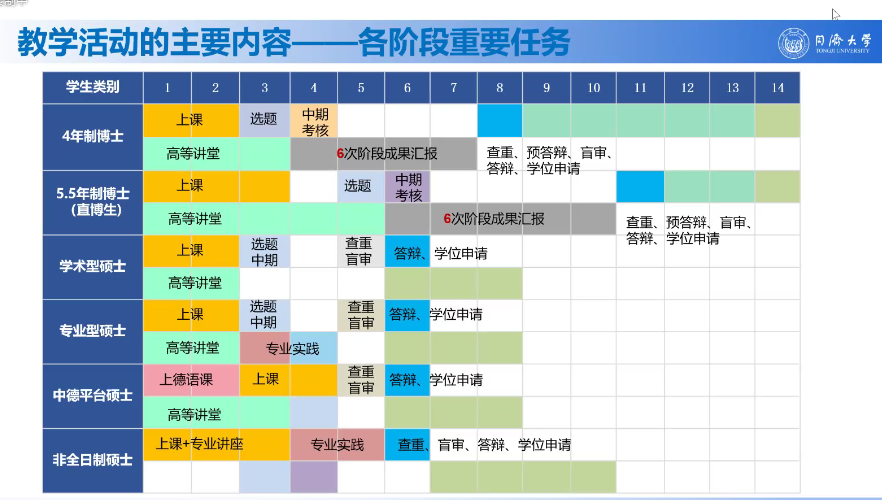 教学活动的主要内容——各阶段重要任务
同济大学
TONGJI UNIVERSITY
学生类别 1 2 3 4 5 6 7 8 9 10 11 12 13 14
4年制博士
上课 选题 中期
考核
高等讲堂 6次阶段成果汇报 查重、预答辩、盲审、
答辩、学位申请
5.5年制博士
(直博生)
上课 选题 中期
考核
高等讲堂 6次阶段成果汇报 查重、预答辩、盲审、
答辩、学位申请
学术型硕士
上课 选题
中期 查重
盲审 答辩、学位申请
高等讲堂
专业型硕士
上课 选题
中期 查重
盲审 答辩、学位申请
高等讲堂 专业实践
中德平台硕士
上德语课 上课 查重
盲审 答辩、学位申请
高等讲堂
非全日制硕士
上课+专业讲座 专业实践 查重、盲审、答辩、学位申请